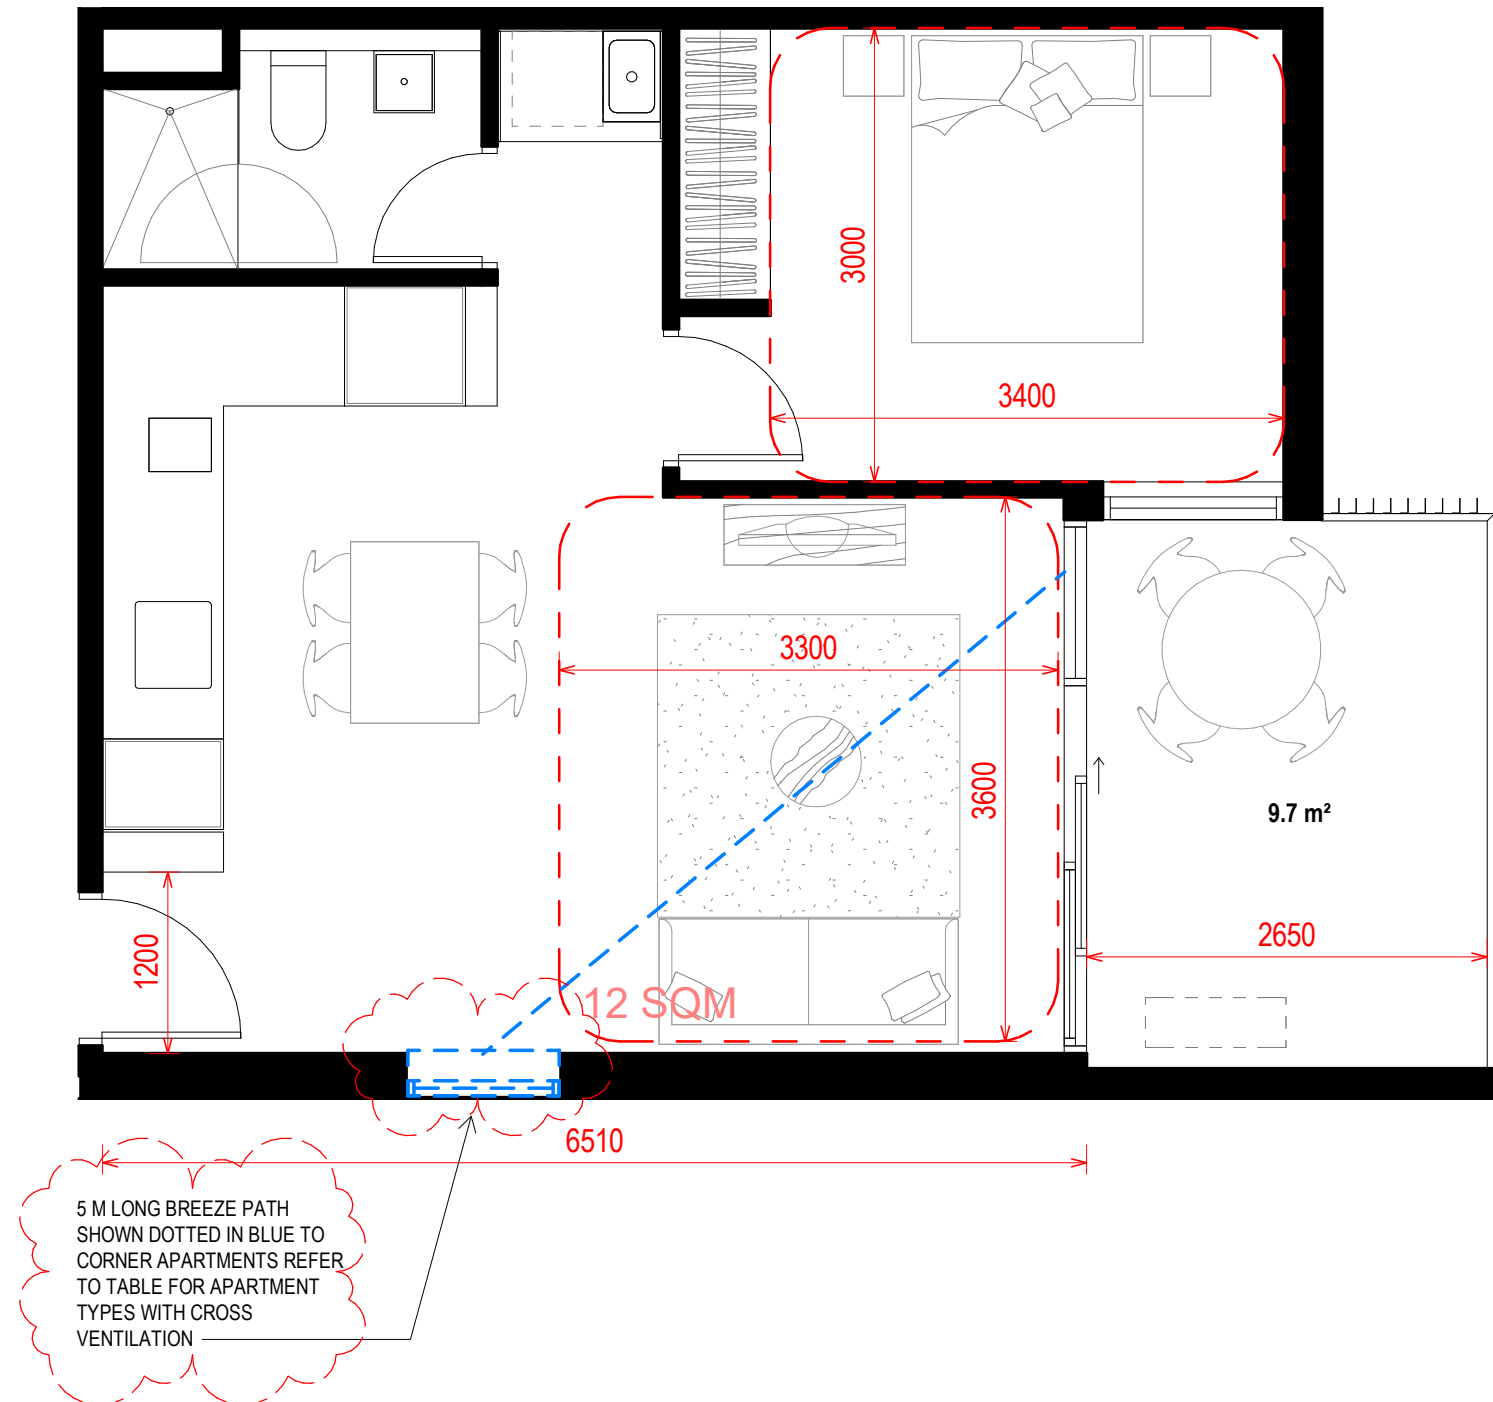 3000
3400
3300
3600
9.7 m²
2650
1200
12 SQM
6510
5 M LONG BREEZE PATH
SHOWN DOTTED IN BLUE TO
CORNER APARTMENTS REFER
TO TABLE FOR APARTMENT
TYPES WITH CROSS
VENTILATION